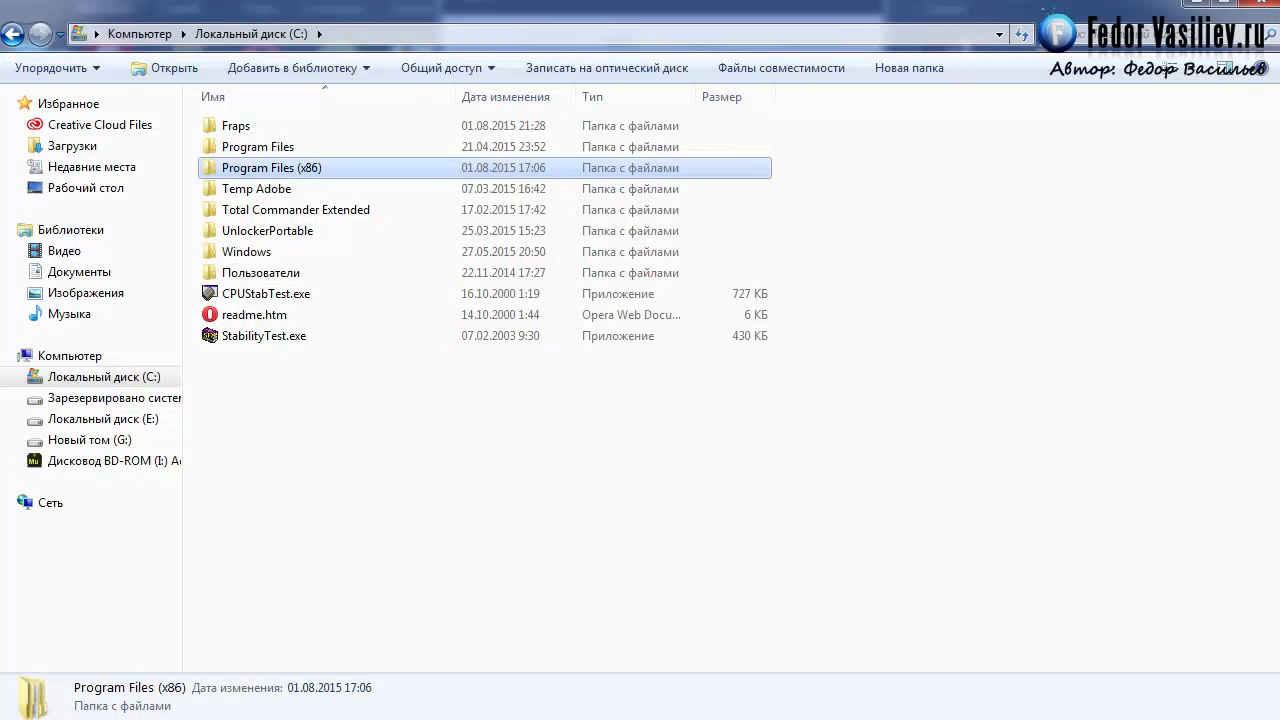 Компьютер
Локальный диск (C:)
Fedor Vasiliev.ru
Автор: Федор Васильев
Упорядочить
Открыть
Добавить в библиотеку
Общий доступ
Записать на оптический диск
Файлы совместимости
Новая папка
Избранное
Creative Cloud Files
Загрузки
Недавние места
Рабочий стол
Библиотеки
Видео
Документы
Изображения
Музыка
Компьютер
Локальный диск (C:)
Зарезервировано систем
Локальный диск (E:)
Новый том (G:)
Дисковод BD-ROM (I:) A
Сеть
Имя Дата изменения Тип Размер
Fraps 01.08.2015 21:28 Папка с файлами
Program Files 21.04.2015 23:52 Папка с файлами
Program Files (x86) 01.08.2015 17:06 Папка с файлами
Temp Adobe 07.03.2015 16:42 Папка с файлами
Total Commander Extended 17.02.2015 17:42 Папка с файлами
UnlockerPortable 25.03.2015 15:23 Папка с файлами
Windows 27.05.2015 20:50 Папка с файлами
Пользователи 22.11.2014 17:27 Папка с файлами
CPUStabTest.exe 16.10.2000 1:19 Приложение 727 КБ
readme.htm 14.10.2000 1:44 Opera Web Docu... 6 КБ
StabilityTest.exe 07.02.2003 9:30 Приложение 430 КБ
Program Files (x86) Дата изменения: 01.08.2015 17:06
Папка с файлами